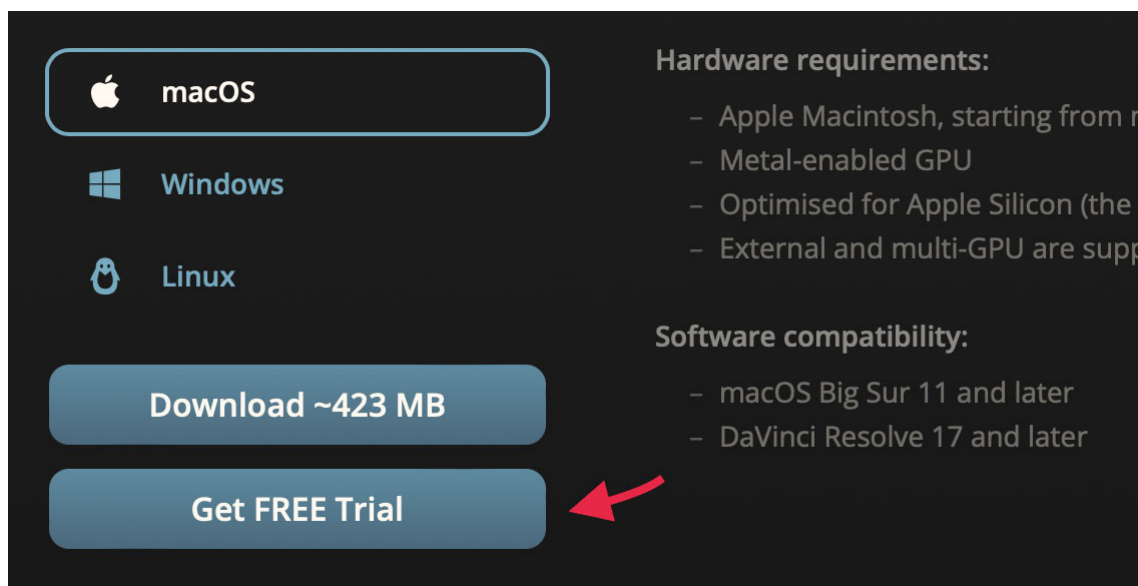 macOS
Windows
Linux
Download ~423 MB
Get FREE Trial
Hardware requirements:
– Apple Macintosh, starting from
– Metal-enabled GPU
– Optimised for Apple Silicon (the
– External and multi-GPU are
Software compatibility:
– macOS Big Sur 11 and later
– DaVinci Resolve 17 and later